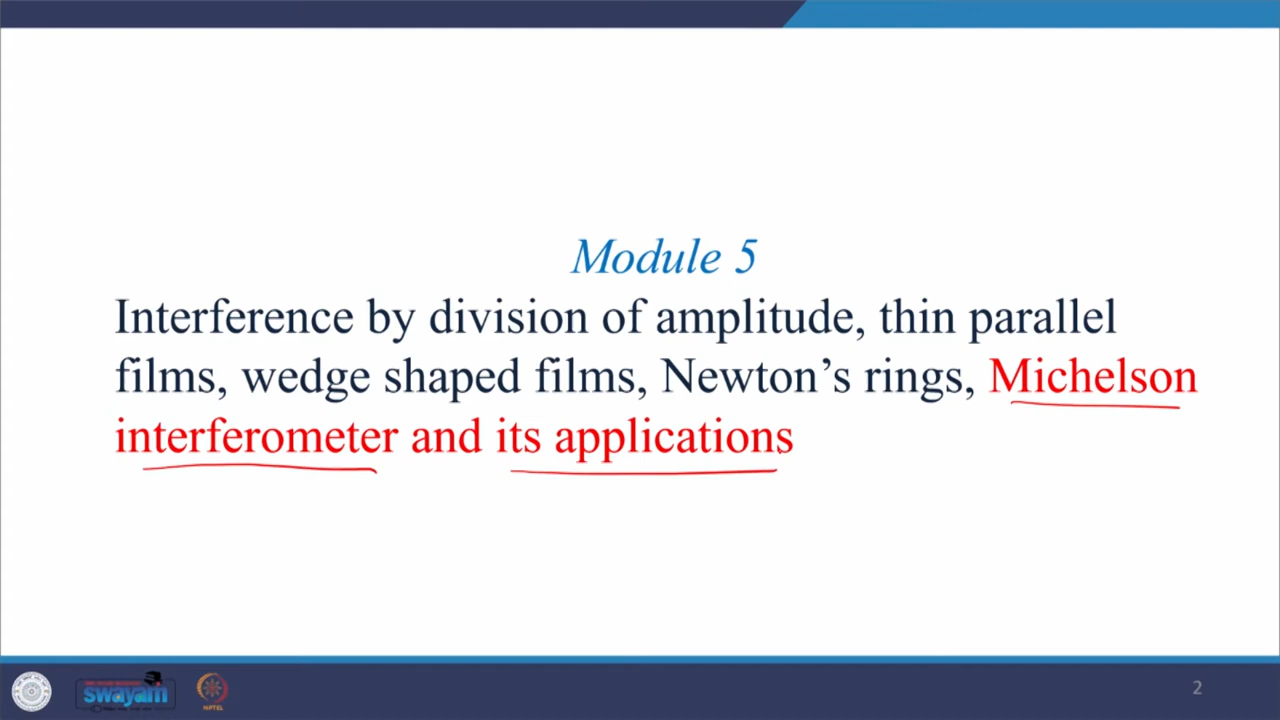 Module 5
Interference by division of amplitude, thin parallel
films, wedge shaped films, Newton’s rings, Michelson
interferometer and its applications
swayam
NPTEL
2